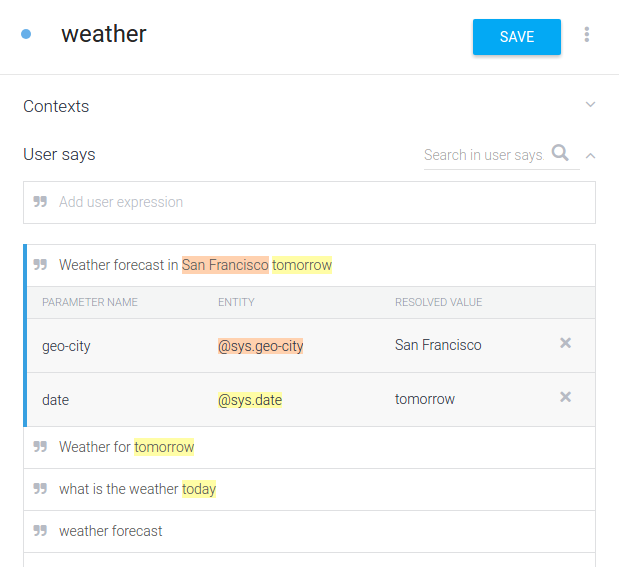 weather SAVE
Contexts
User says Search in user says
Add user expression
Weather forecast in San Francisco tomorrow
PARAMETER NAME ENTITY RESOLVED VALUE
geo-city @sys.geo-city San Francisco
date @sys.date tomorrow
Weather for tomorrow
what is the weather today
weather forecast